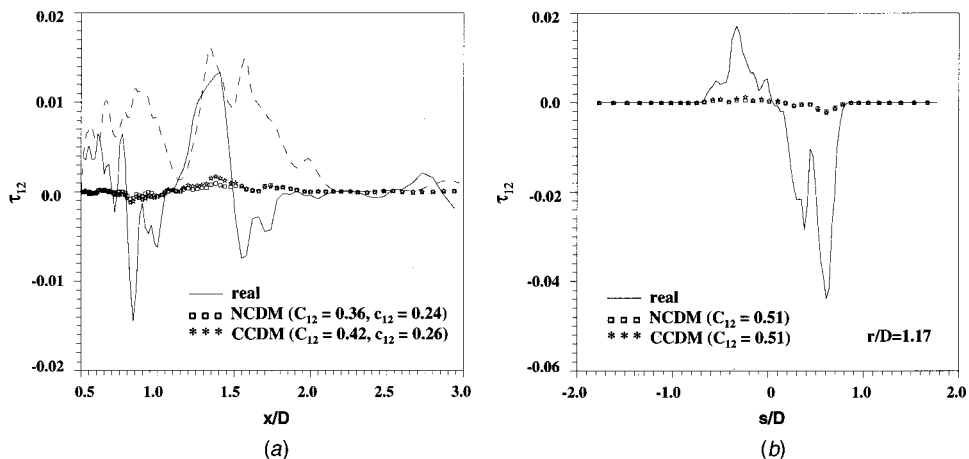 0.02
0.01
0.0
-0.01
-0.02
τ12
real
NCDM (C12 = 0.36, c12 = 0.24)
CCDM (C12 = 0.42, c12 = 0.26)
0.5 1.0 1.5 2.0 2.5 3.0
x/D
(a)
0.02
0.00
-0.02
-0.04
-0.06
τ12
real
NCDM (C12 = 0.51)
CCDM (C12 = 0.51)
r/D=1.17
-2.0 -1.0 0 1.0 2.0
s/D
(b)